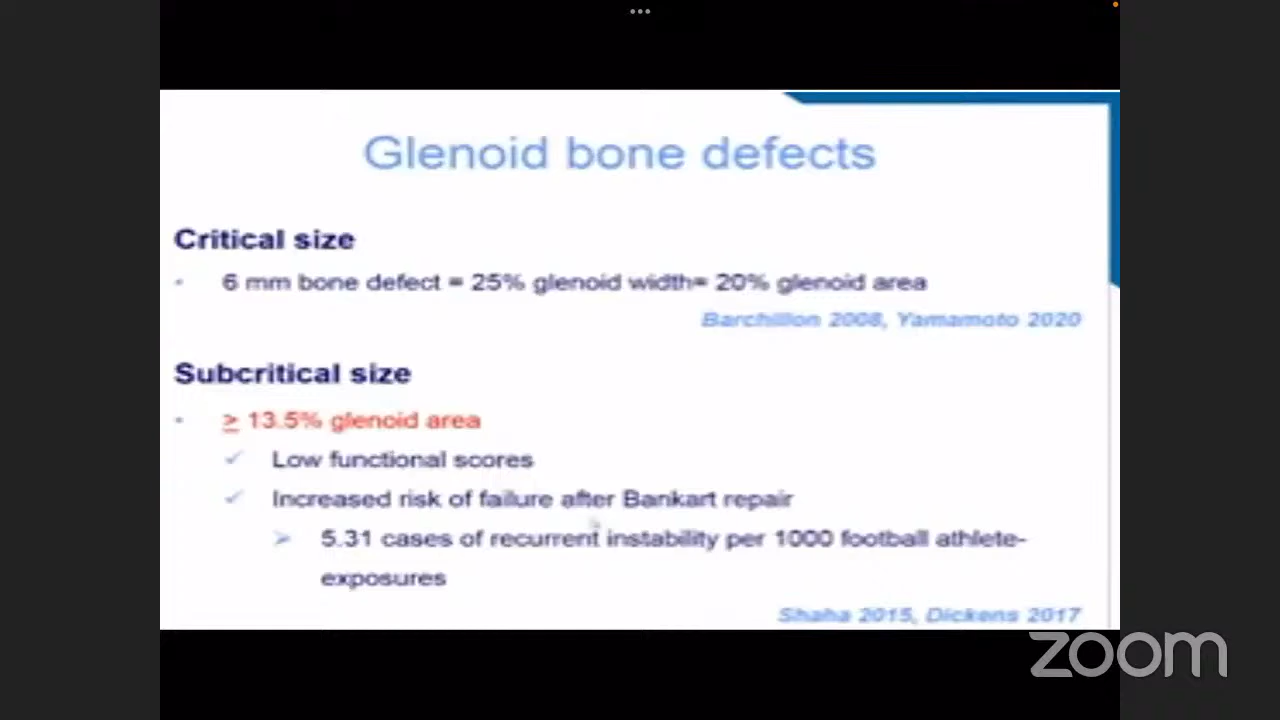 Glenoid bone defects
Critical size
• 6 mm bone defect = 25% glenoid width= 20% glenoid area
Barchillon 2008, Yamamoto 2020
Subcritical size
• ≥ 13.5% glenoid area
✓ Low functional scores
✓ Increased risk of failure after Bankart repair
➢ 5.31 cases of recurrent instability per 1000 football athlete-
exposures
Shaha 2015, Dickens 2017
zoom